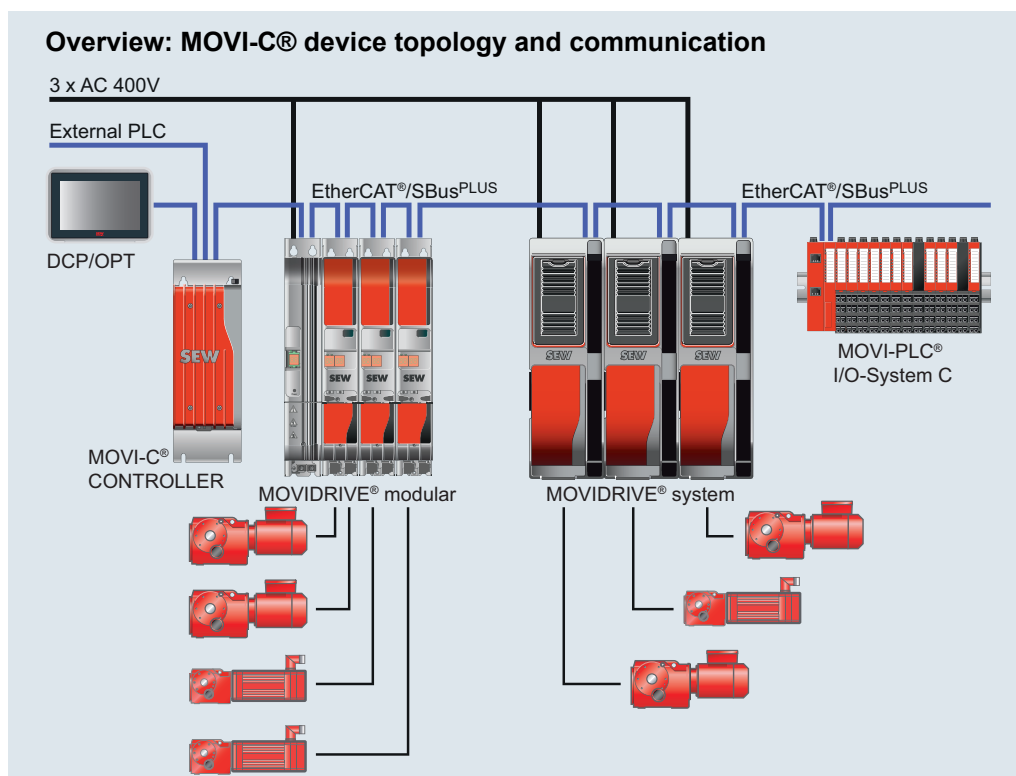 Overview: MOVI-C® device topology and communication
3 x AC 400V
External PLC
EtherCAT®/SBusPLUS
EtherCAT®/SBusPLUS
DCP/OPT
SEW
SEW
SEW
SEW
SEW
SEW
SEW
MOVI-PLC®
I/O-System C
MOVI-C®
CONTROLLER
MOVIDRIVE® modular
MOVIDRIVE® system